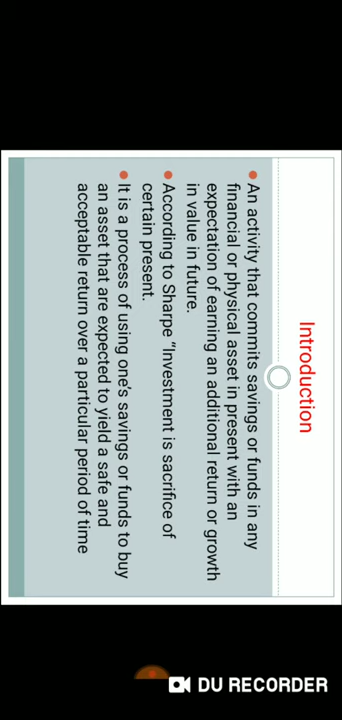 Introduction
An activity that commits savings or funds in any
financial or physical asset in present with an
expectation of earning an additional return or growth
in value in future.
According to Sharpe “Investment is sacrifice of
certain present.
It is a process of using one’s savings or funds to buy
an asset that are expected to yield a safe and
acceptable return over a particular period of time
DU RECORDER